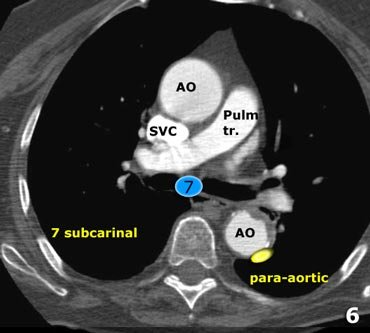 AO
Pulm
tr.
SVC
7
7 subcarinal
AO
para-aortic
6